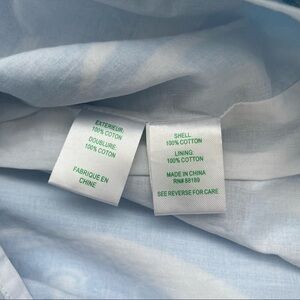 EXTERIEUR:
100% COTON
DOUBLURE:
100% COTON
FABRIQUE EN
CHINE
SHELL:
100% COTTON
LINING:
100% COTTON
MADE IN CHINA
RN# 88189
SEE REVERSE FOR CARE